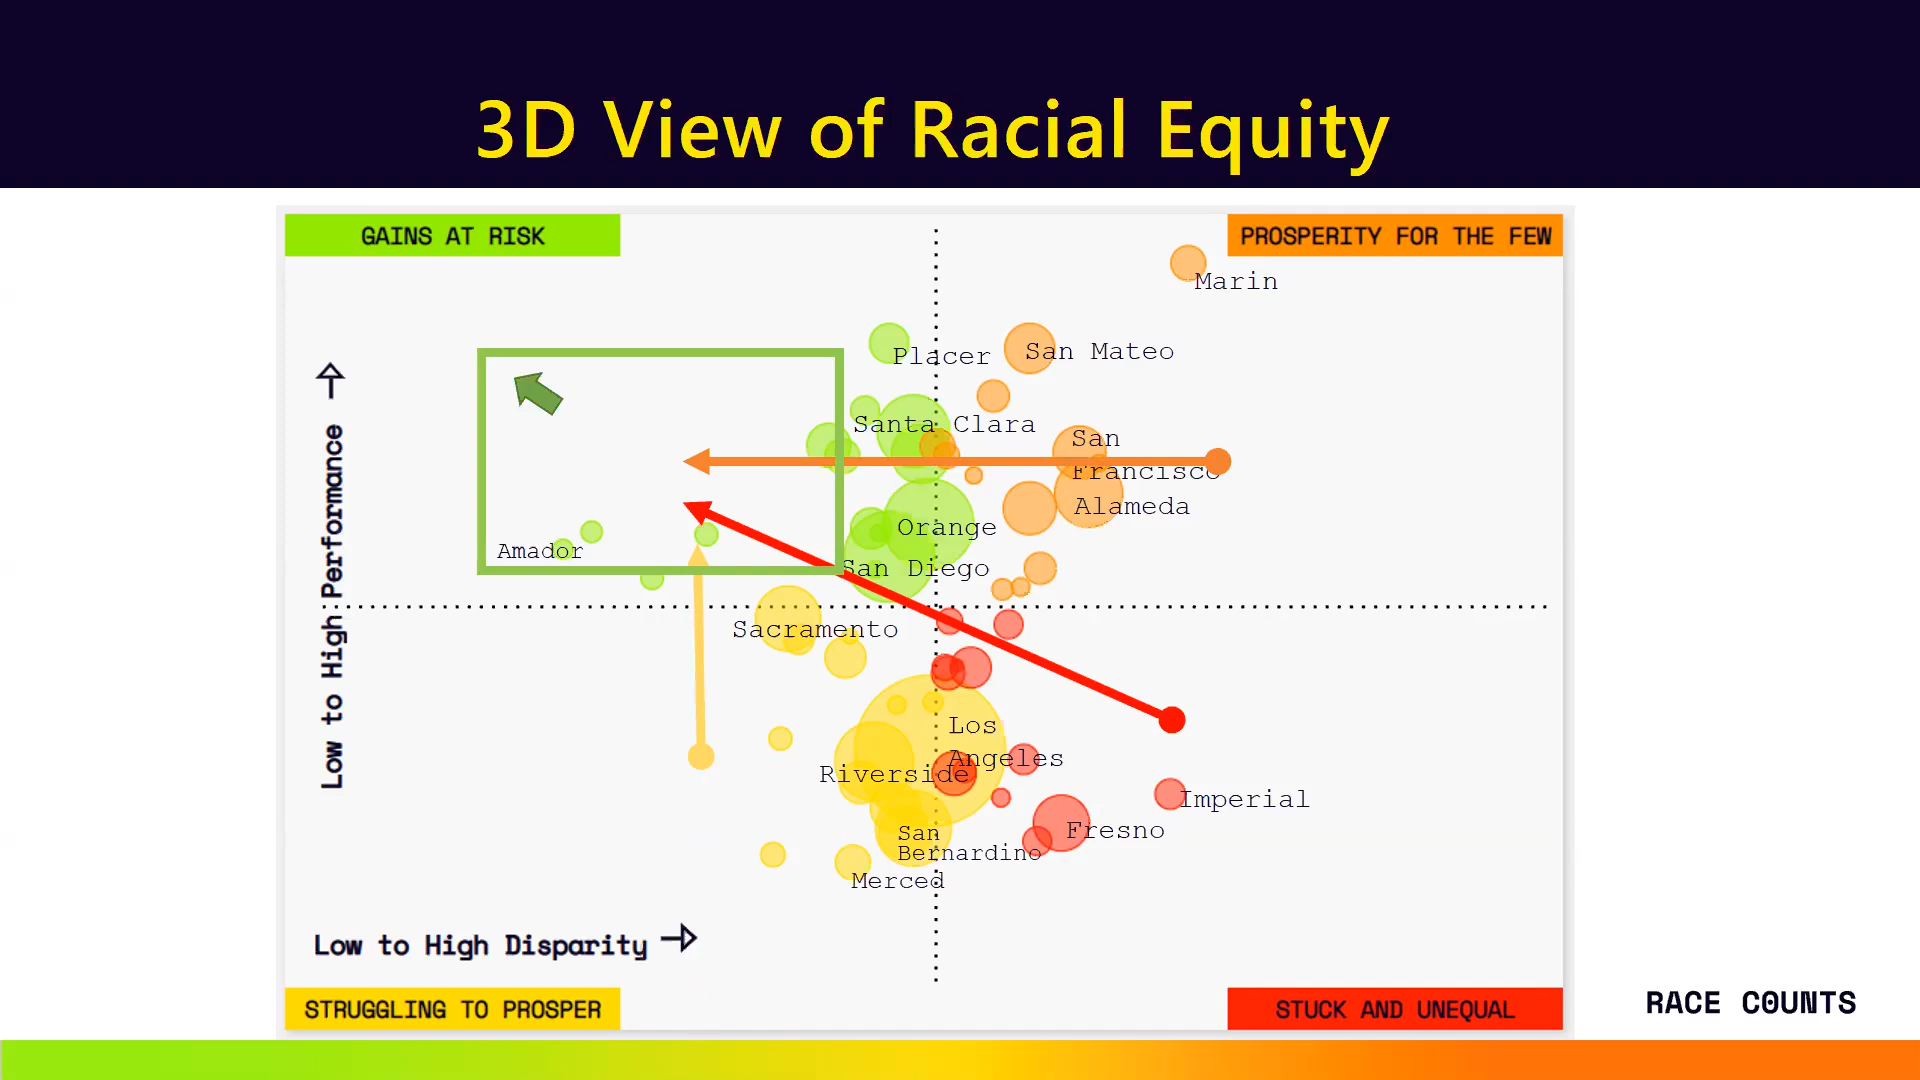 3D View of Racial Equity
GAINS AT RISK
PROSPERITY FOR THE FEW
Marin
Placer
San Mateo
Santa Clara
San
Francisco
Alameda
Orange
Amador
San Diego
Sacramento
Low to High Performance
Los
Angeles
Riverside
Imperial
San
Bernardino
Fresno
Merced
Low to High Disparity
STRUGGLING TO PROSPER
STUCK AND UNEQUAL
RACE COUNTS